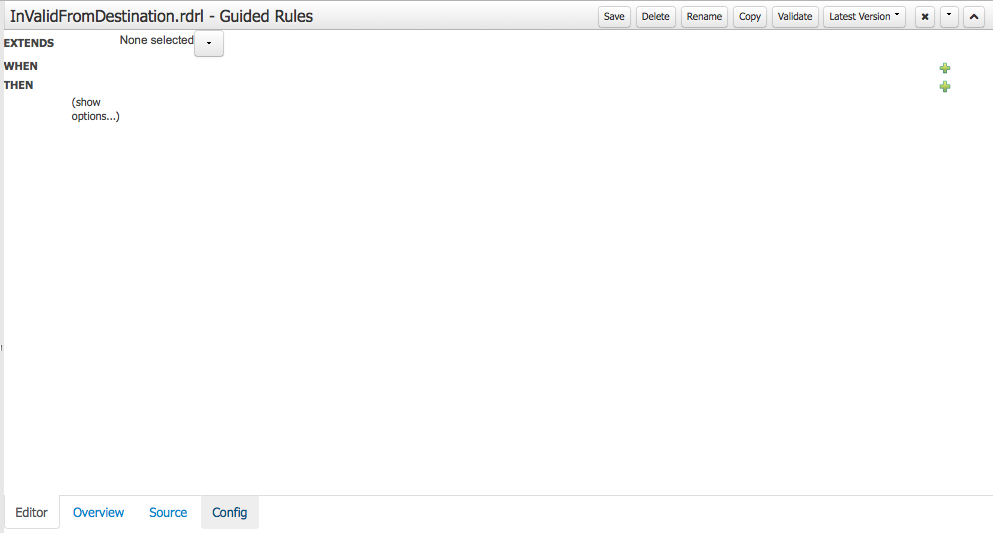 InValidFromDestination.rdrl - Guided Rules
Save
Delete
Rename
Copy
Validate
Latest Version
EXTENDS
None selected
WHEN
THEN
(show
options...)
Editor
Overview
Source
Config